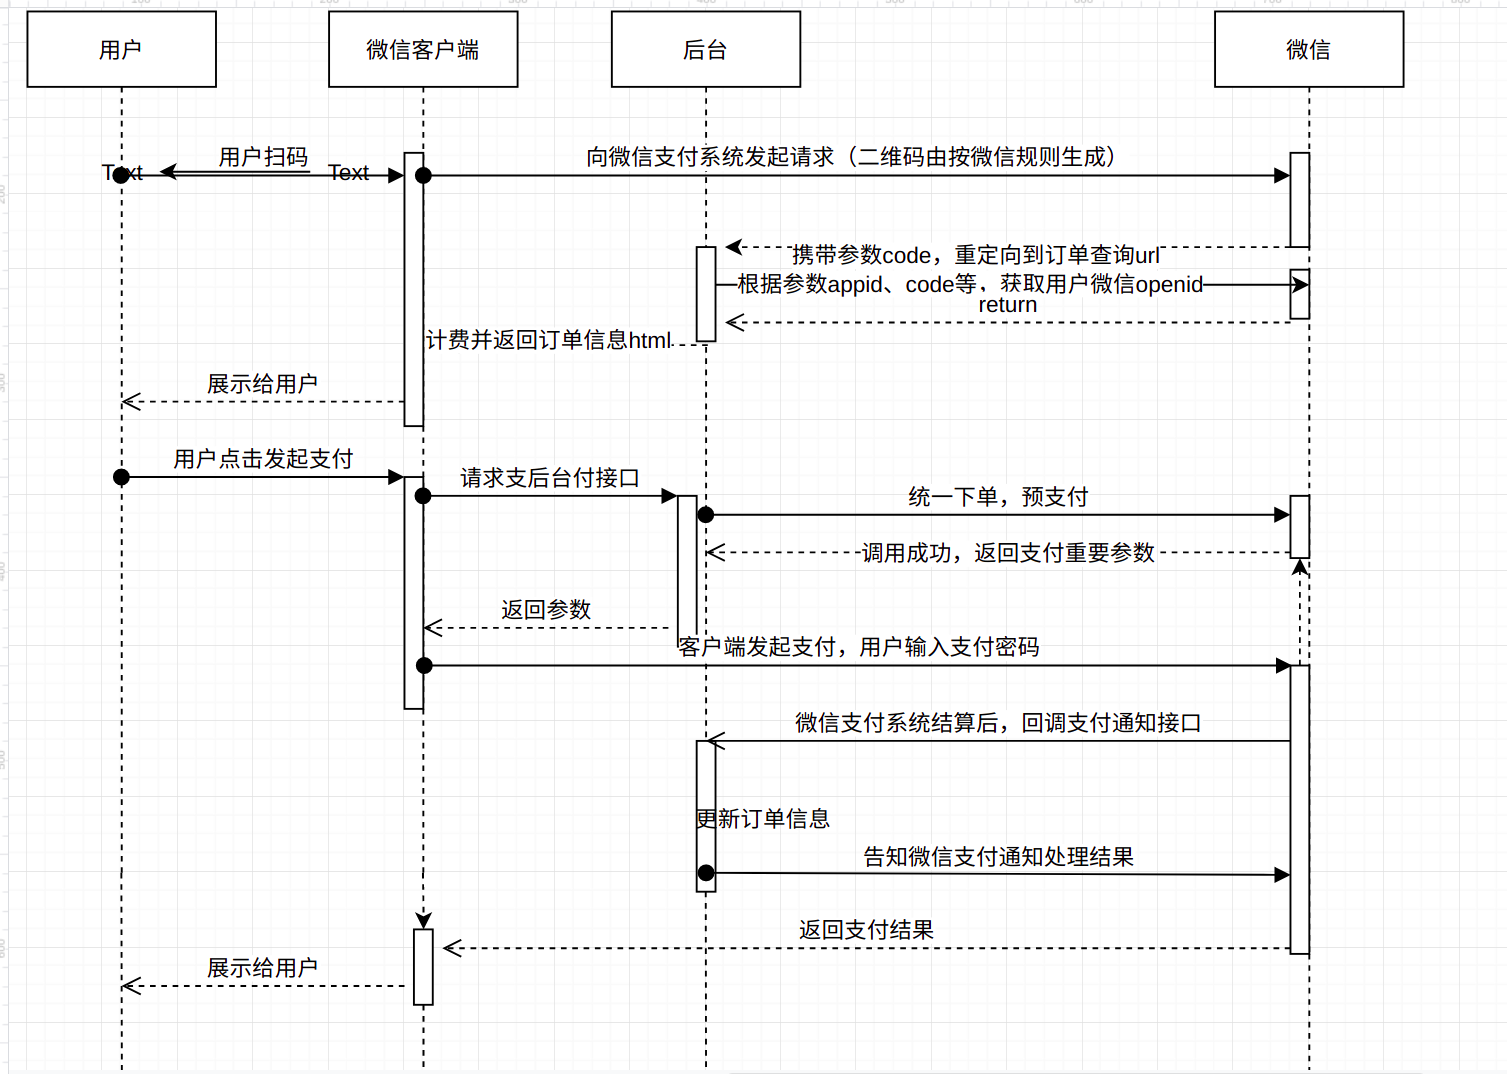 用户
微信客户端
后台
微信
用户扫码
向微信支付系统发起请求（二维码由按微信规则生成）
Text
Text
携带参数code，重定向到订单查询url
根据参数appid、code等，获取用户微信openid
return
计费并返回订单信息html
展示给用户
用户点击发起支付
请求支后台付接口
统一下单，预支付
调用成功，返回支付重要参数
返回参数
客户端发起支付，用户输入支付密码
微信支付系统结算后，回调支付通知接口
更新订单信息
告知微信支付通知处理结果
返回支付结果
展示给用户